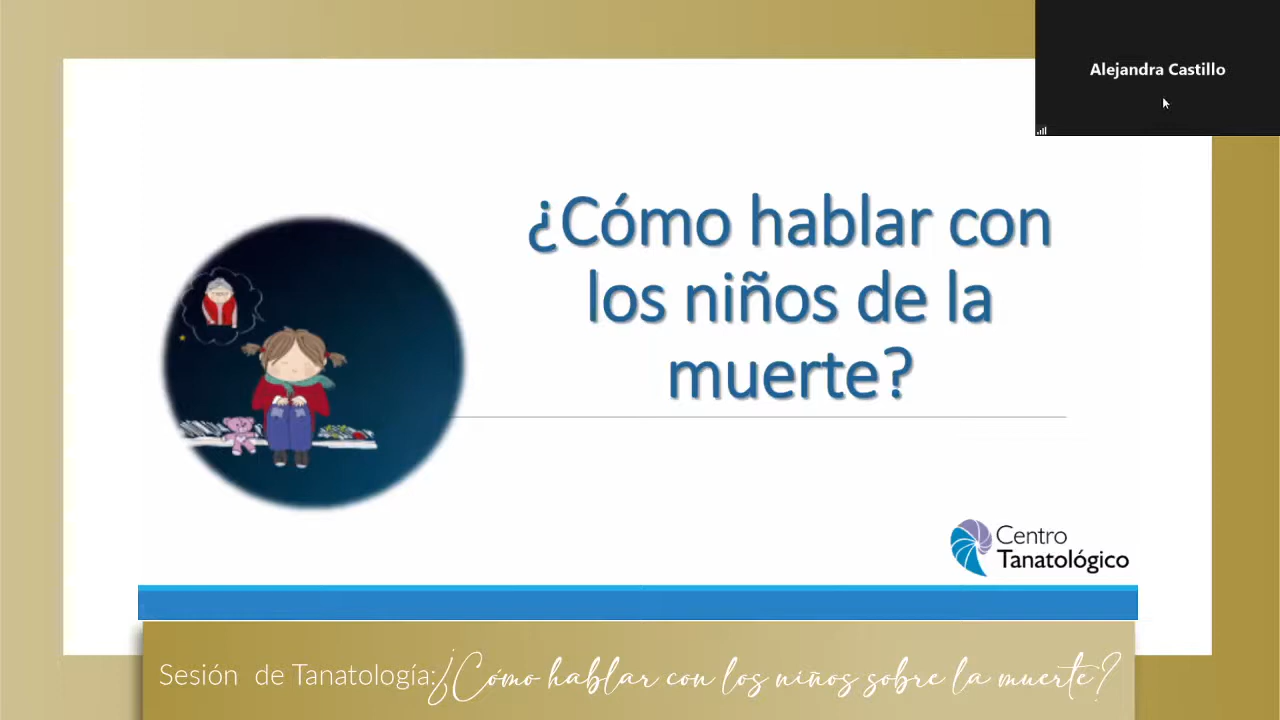 Alejandra Castillo
¿Cómo hablar con
los niños de la
muerte?
Centro
Tanatológico
Sesión de Tanatología: ¿Cómo hablar con los niños sobre la muerte?